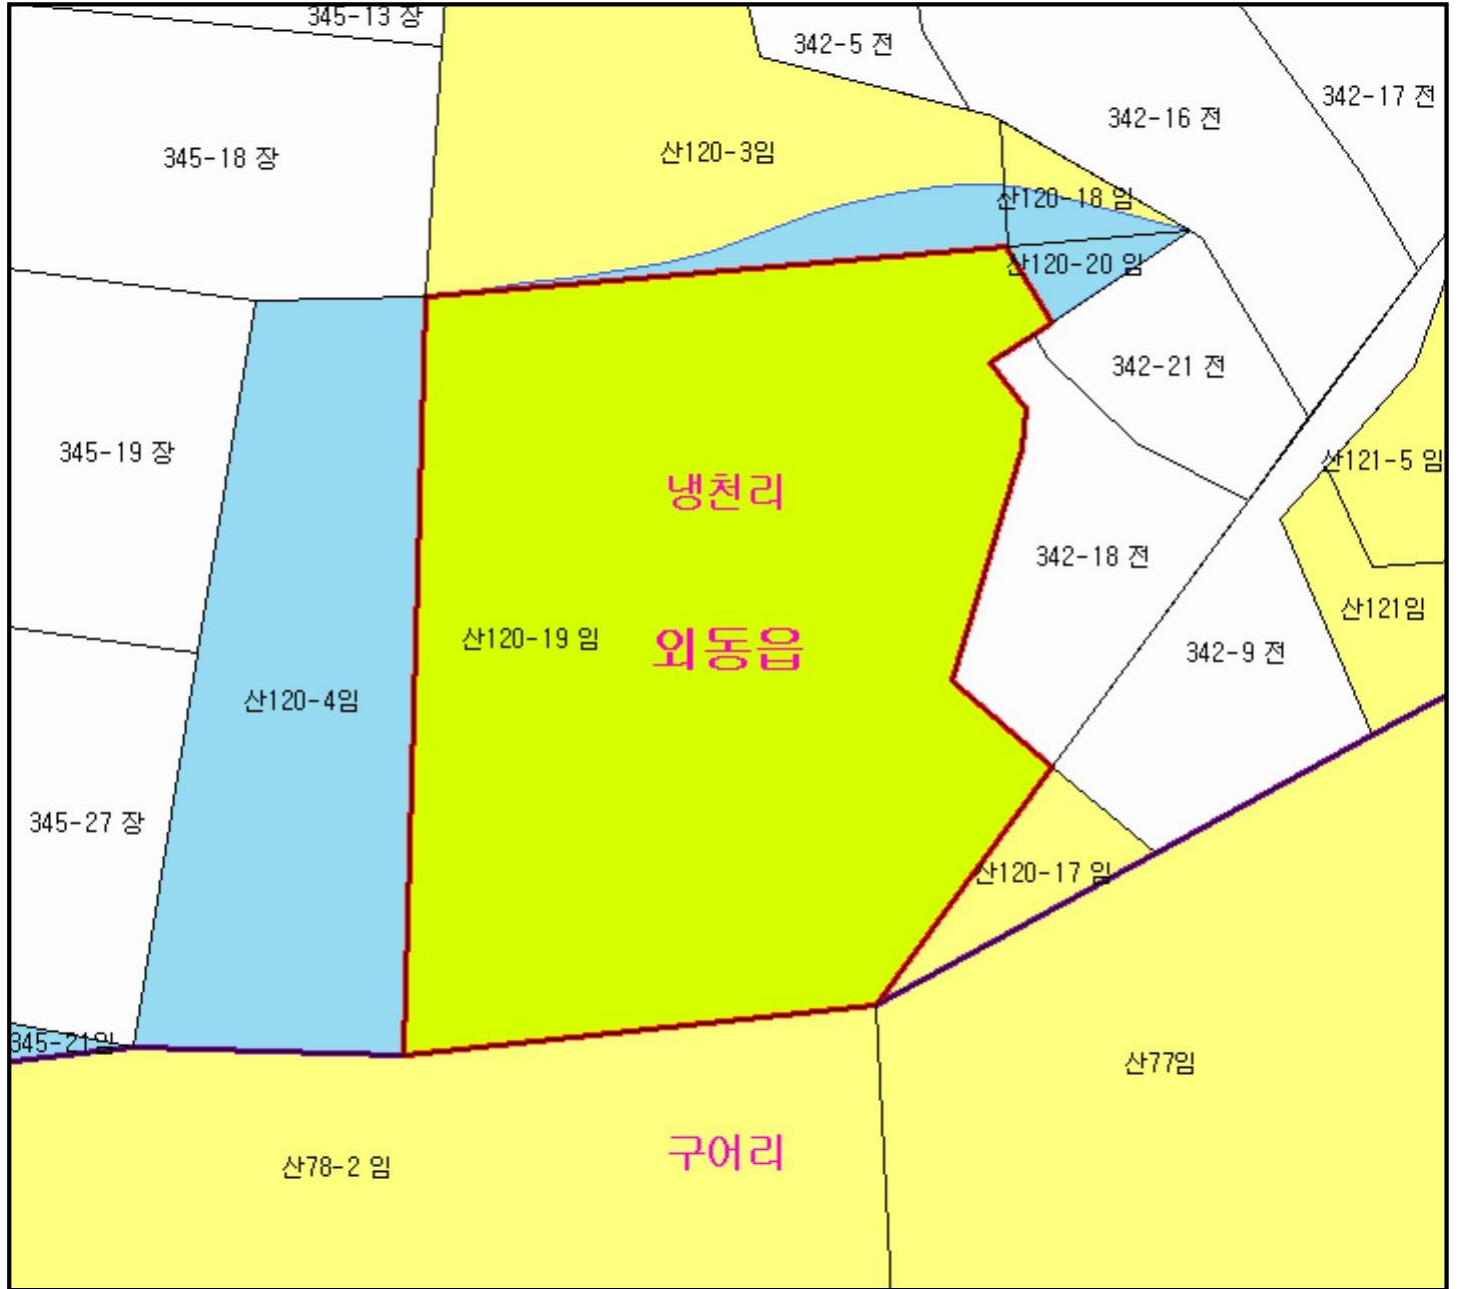 345-13 장
342-5 전
342-17 전
342-16 전
345-18 장
산120-3임
산120-18 임
산120-20 임
342-21 전
345-19 장
산121-5 임
냉천리
342-18 전
산121임
산120-19 임
외동읍
342-9 전
산120-4임
345-27 장
산120-17 임
345-21임
산77임
구어리
산78-2 임